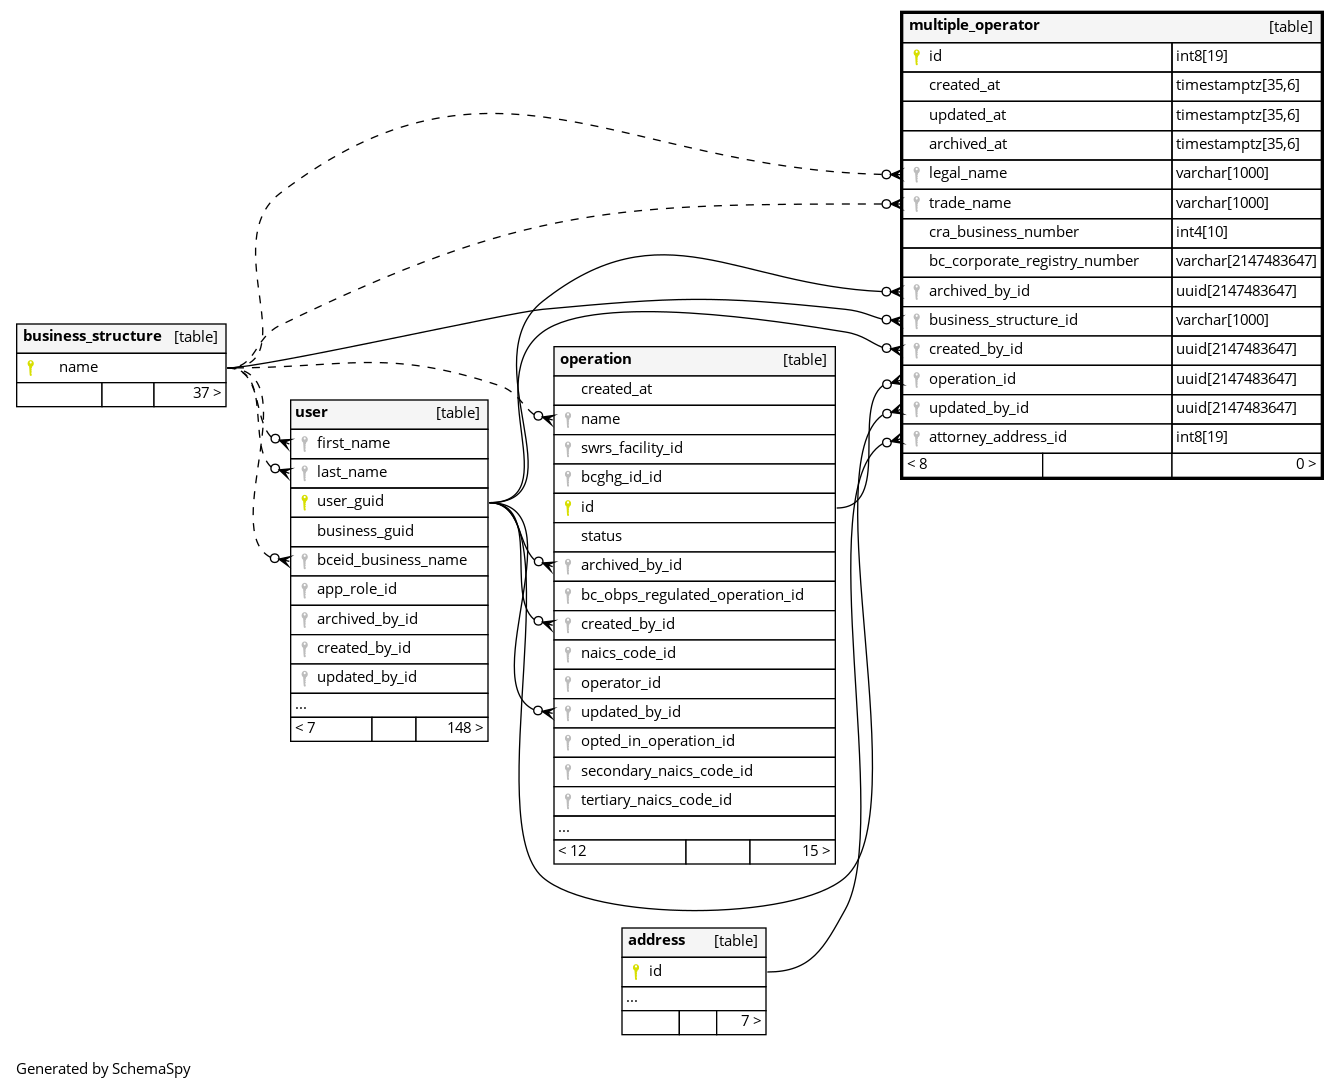 multiple_operator [table]
id int8[19]
created_at timestamptz[35,6]
updated_at timestamptz[35,6]
archived_at timestamptz[35,6]
legal_name varchar[1000]
trade_name varchar[1000]
cra_business_number int4[10]
bc_corporate_registry_number varchar[2147483647]
archived_by_id uuid[2147483647]
business_structure_id varchar[1000]
created_by_id uuid[2147483647]
operation_id uuid[2147483647]
updated_by_id uuid[2147483647]
attorney_address_id int8[19]
< 8 0 >
business_structure [table]
name
37 >
user [table]
first_name
last_name
user_guid
business_guid
bceid_business_name
app_role_id
archived_by_id
created_by_id
updated_by_id
...
< 7 148 >
operation [table]
created_at
name
swrs_facility_id
bcghg_id_id
id
status
archived_by_id
bc_obps_regulated_operation_id
created_by_id
naics_code_id
operator_id
updated_by_id
opted_in_operation_id
secondary_naics_code_id
tertiary_naics_code_id
...
< 12 15 >
address [table]
id
...
7 >
Generated by SchemaSpy